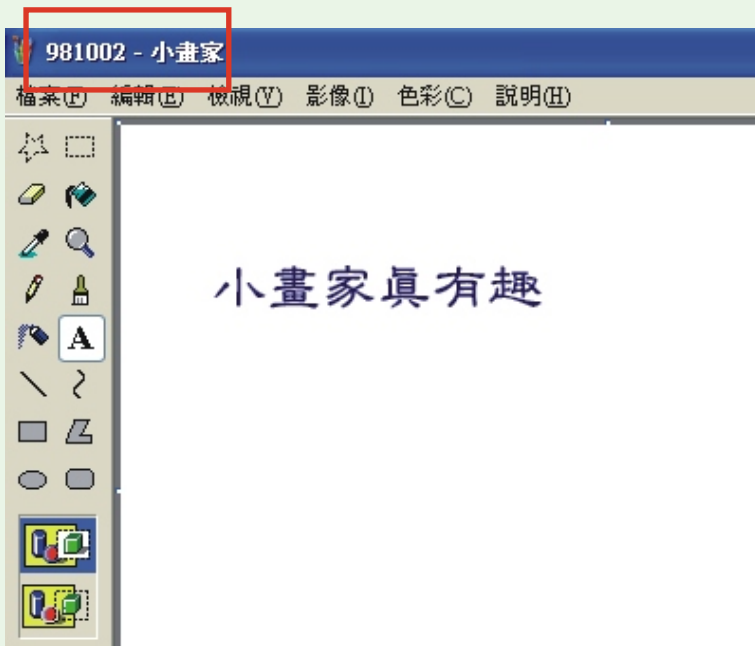 981002 - 小畫家
檔案(F) 編輯(E) 檢視(V) 影像(I) 色彩(C) 說明(H)
A
小畫家真有趣